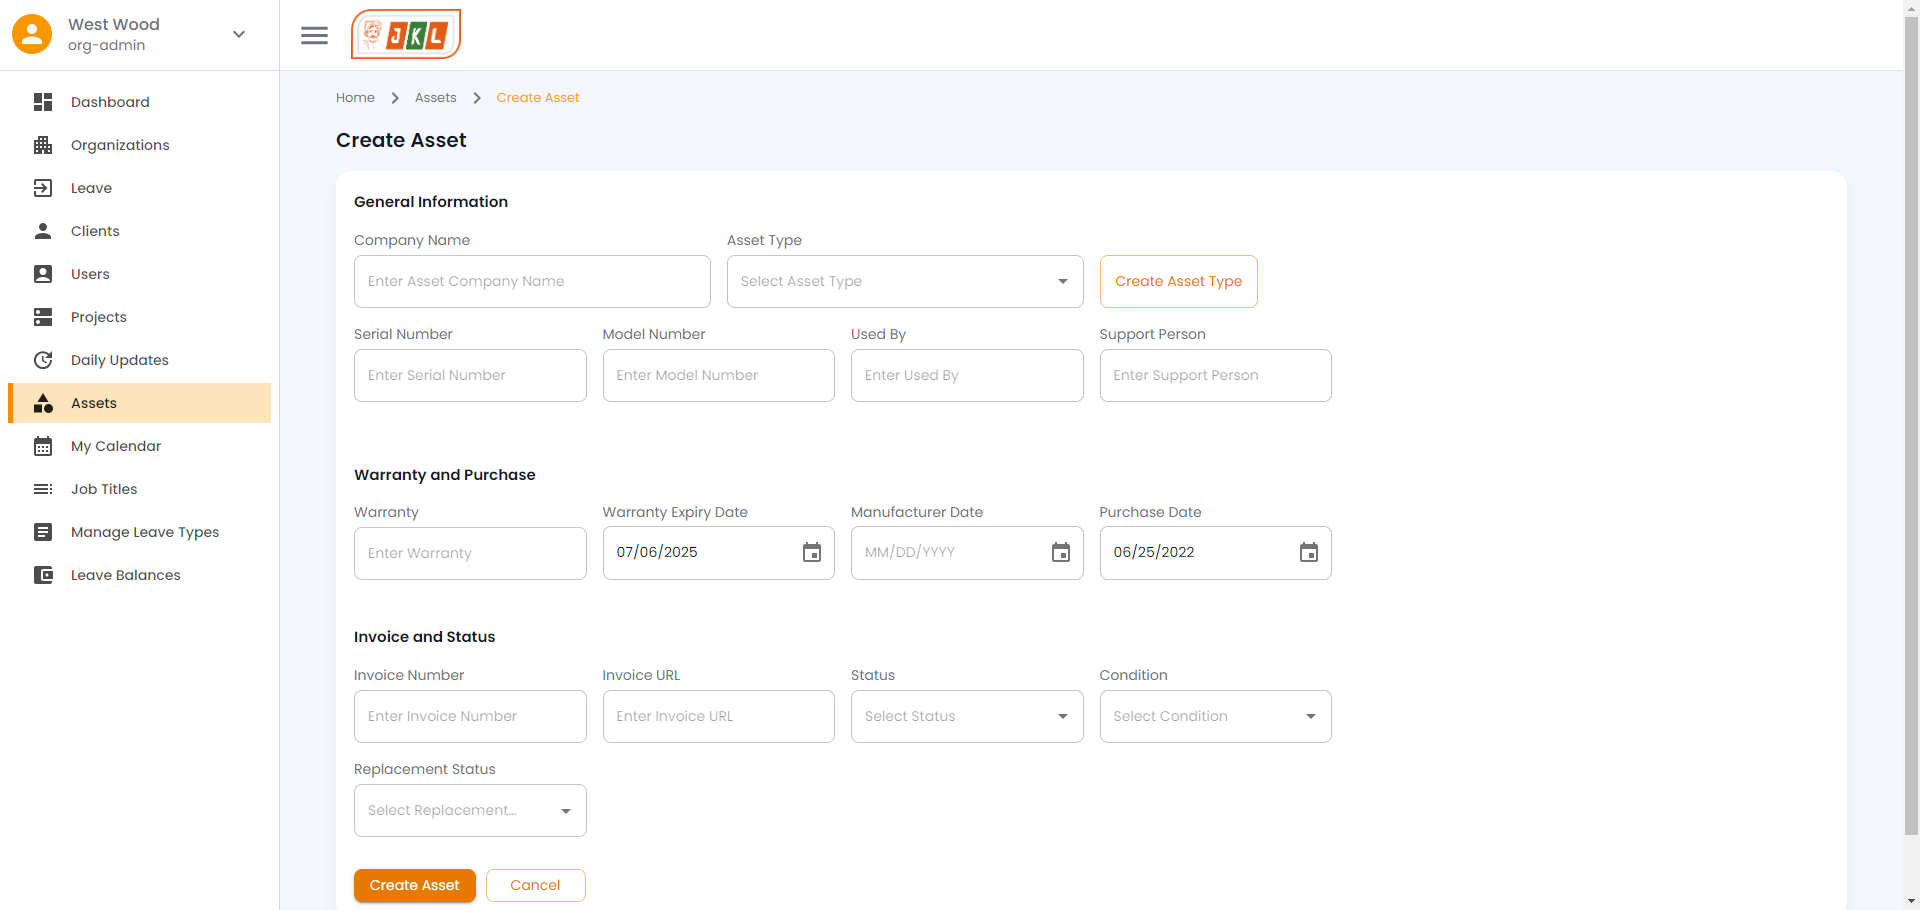 West Wood
org-admin
JKL
Dashboard
Organizations
Leave
Clients
Users
Projects
Daily Updates
Assets
My Calendar
Job Titles
Manage Leave Types
Leave Balances
Home > Assets > Create Asset
Create Asset
General Information
Company Name Asset Type
Enter Asset Company Name Select Asset Type Create Asset Type
Serial Number Model Number Used By Support Person
Enter Serial Number Enter Model Number Enter Used By Enter Support Person
Warranty and Purchase
Warranty Warranty Expiry Date Manufacturer Date Purchase Date
Enter Warranty 07/06/2025 MM/DD/YYYY 06/25/2022
Invoice and Status
Invoice Number Invoice URL Status Condition
Enter Invoice Number Enter Invoice URL Select Status Select Condition
Replacement Status
Select Replacement...
Create Asset Cancel